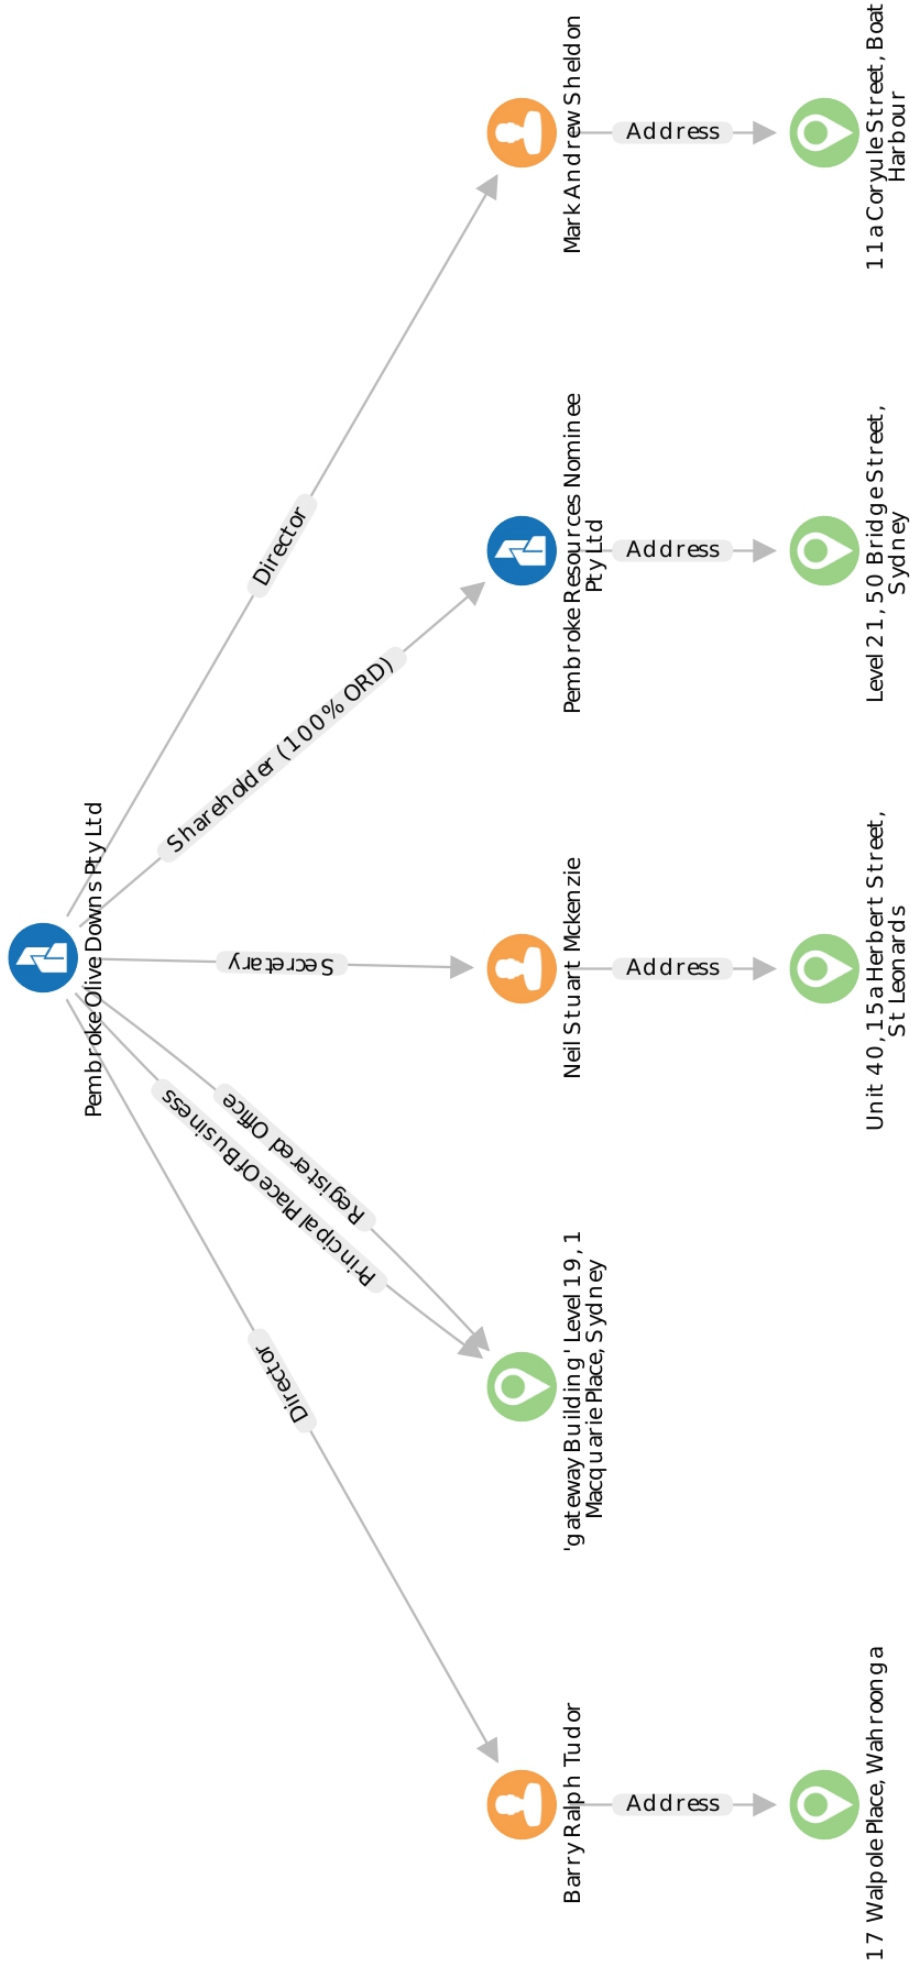 Pembroke Olive Downs Pty Ltd
Director
Principal Place Of Business
Registered Office
Secretary
Shareholder (100% ORD)
Director
Barry Ralph Tudor
'gateway Building' Level 19, 1
Macquarie Place, Sydney
Neil Stuart Mckenzie
Pembroke Resources Nominee
Pty Ltd
Mark Andrew Sheldon
Address
Address
Address
Address
17 Walpole Place, Wahroonga
Unit 40, 15a Herbert Street,
St Leonards
Level 21, 50 Bridge Street,
Sydney
11a Coryule Street, Boat
Harbour